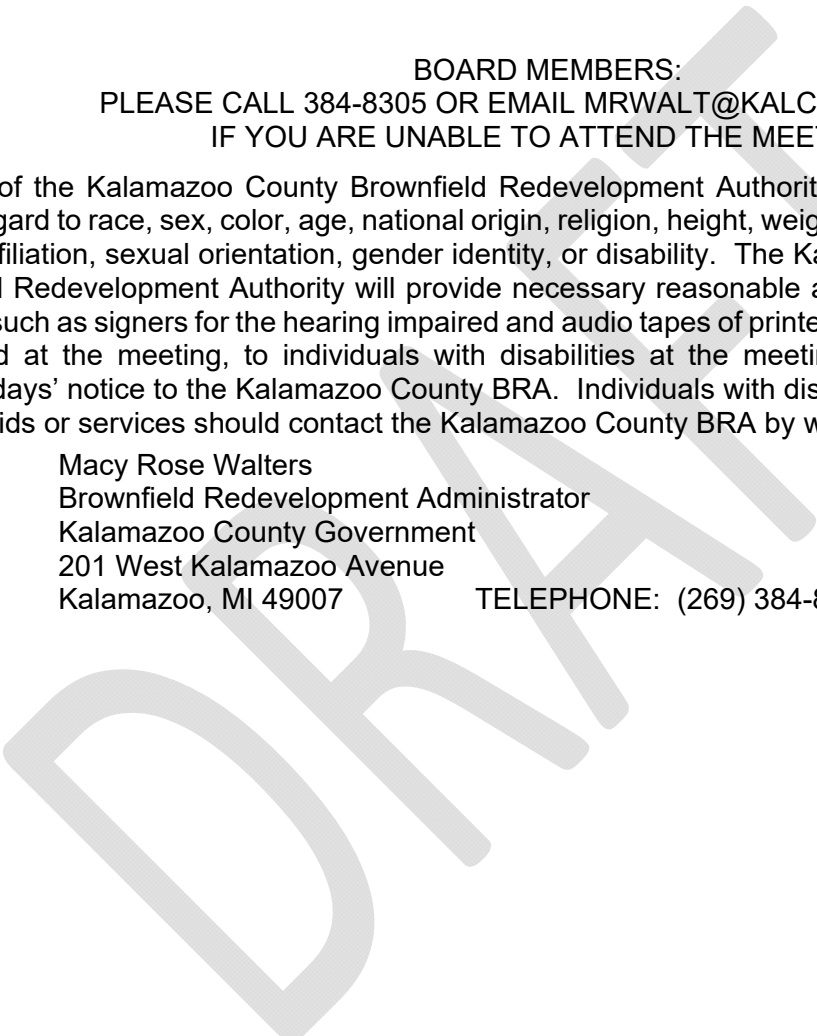 BOARD MEMBERS:
PLEASE CALL 384-8305 OR EMAIL MRWALT@KALC
IF YOU ARE UNABLE TO ATTEND THE MEE
of the Kalamazoo County Brownfield Redevelopment Authorit
gard to race, sex, color, age, national origin, religion, height, weig
filiation, sexual orientation, gender identity, or disability. The Ka
Redevelopment Authority will provide necessary reasonable a
such as signers for the hearing impaired and audio tapes of printe
d at the meeting, to individuals with disabilities at the meetin
days' notice to the Kalamazoo County BRA. Individuals with dis
ids or services should contact the Kalamazoo County BRA by w
Macy Rose Walters
Brownfield Redevelopment Administrator
Kalamazoo County Government
201 West Kalamazoo Avenue
Kalamazoo, MI 49007 TELEPHONE: (269) 384-8
DRAFT